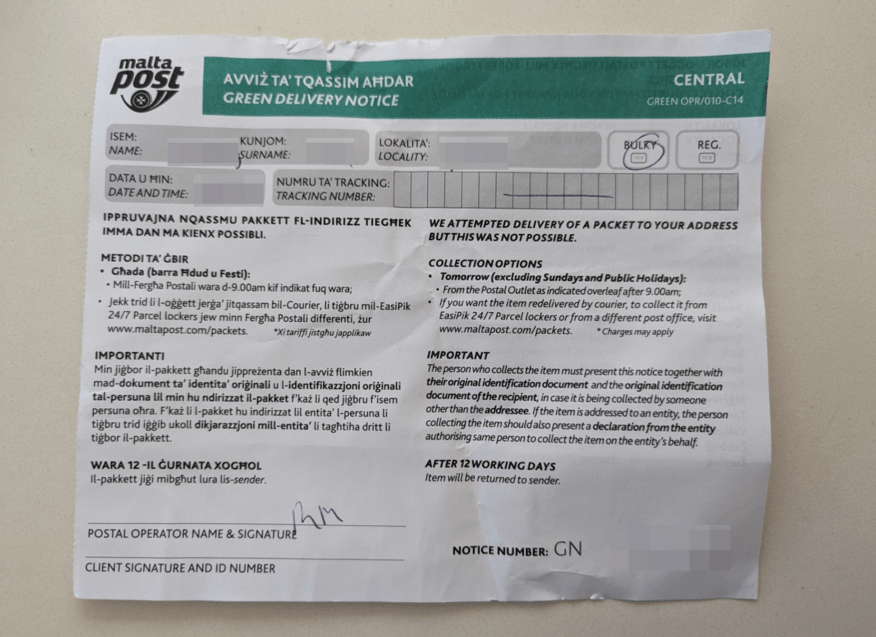 malta
post
AVVIŻ TA' TQASSIM AĦDAR
GREEN DELIVERY NOTICE
CENTRAL
GREEN OPR/010-C14
ISEM:
NAME:
KUNJOM:
SURNAME:
LOKALITA':
LOCALITY:
BULKY
REG.
DATA U ĦIN:
DATE AND TIME:
NUMRU TA' TRACKING:
TRACKING NUMBER:
IPPRUVAJNA NQASSMU PAKKETT FL-INDIRIZZ TIEGĦEK
IMMA DAN MA KIENX POSSIBLI.
METODI TA' ĠBIR
• Għada (barra Ħdud u Festi):
• Mill-Fergħa Postali wara d-9.00am kif indikat fuq wara;
• Jekk trid li l-oġġett jerġa' jitqassam bil-Courier, li tiġbru mil-EasiPik
24/7 Parcel lockers jew minn Fergħa Postali differenti, żur
www.maltapost.com/packets. *Xi tariffi jistgħu japplikaw
IMPORTANTI
Min jiġbor il-pakkett għandu jippreżenta dan l-avviż flimkien
mad-dokument ta' identita' oriġinali u l-identifikazzjoni oriġinali
tal-persuna lil min hu ndirizzat il-pakket f'każ li qed jiġbru f'isem
persuna oħra. F'każ li l-pakket hu indirizzat lil entita' l-persuna li
tiġbru trid iġġib ukoll dikjarazzjoni mill-entita' li tagħtiha dritt li
tiġbor il-pakkett.
WARA 12 -IL ĠURNATA XOGĦOL
Il-pakkett jiġi mibgħut lura lis-sender.
WE ATTEMPTED DELIVERY OF A PACKET TO YOUR ADDRESS
BUT THIS WAS NOT POSSIBLE.
COLLECTION OPTIONS
• Tomorrow (excluding Sundays and Public Holidays):
• From the Postal Outlet as indicated overleaf after 9.00am;
• If you want the item redelivered by courier, to collect it from
EasiPik 24/7 Parcel lockers or from a different post office, visit
www.maltapost.com/packets. *Charges may apply
IMPORTANT
The person who collects the item must present this notice together with
their original identification document and the original identification
document of the recipient, in case it is being collected by someone
other than the addressee. If the item is addressed to an entity, the person
collecting the item should also present a declaration from the entity
authorising same person to collect the item on the entity's behalf.
AFTER 12 WORKING DAYS
Item will be returned to sender.
POSTAL OPERATOR NAME & SIGNATURE
CLIENT SIGNATURE AND ID NUMBER
NOTICE NUMBER: GN